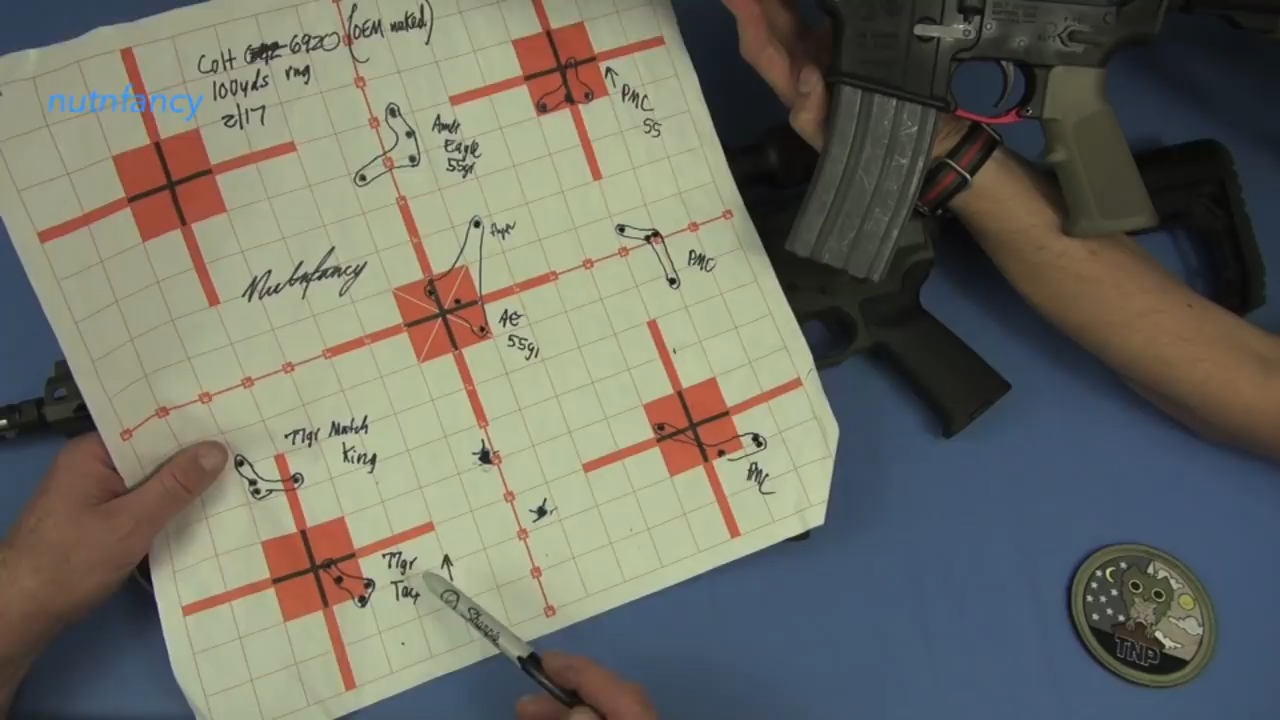 Colt 6920 (OEM naked)
100yds rng
2/17
nutnfancy
PMC
55
Amer
Eagle
55gr
Nutnfancy
PMC
AE
55gr
77gr Match
King
PMC
77gr
Tac
Sharpie
TNP